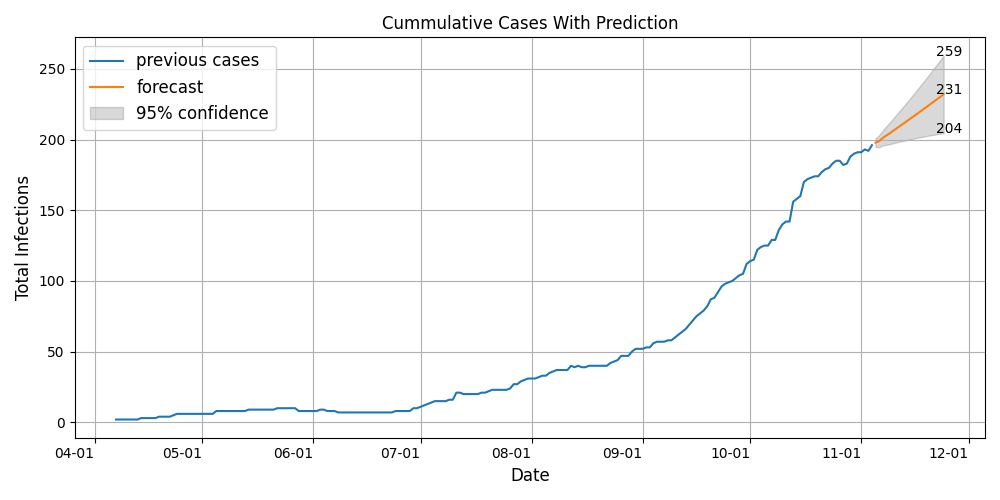 Cummulative Cases With Prediction
previous cases
forecast
95% confidence
259
231
204
Total Infections
250
200
150
100
50
0
04-01 05-01 06-01 07-01 08-01 09-01 10-01 11-01 12-01
Date